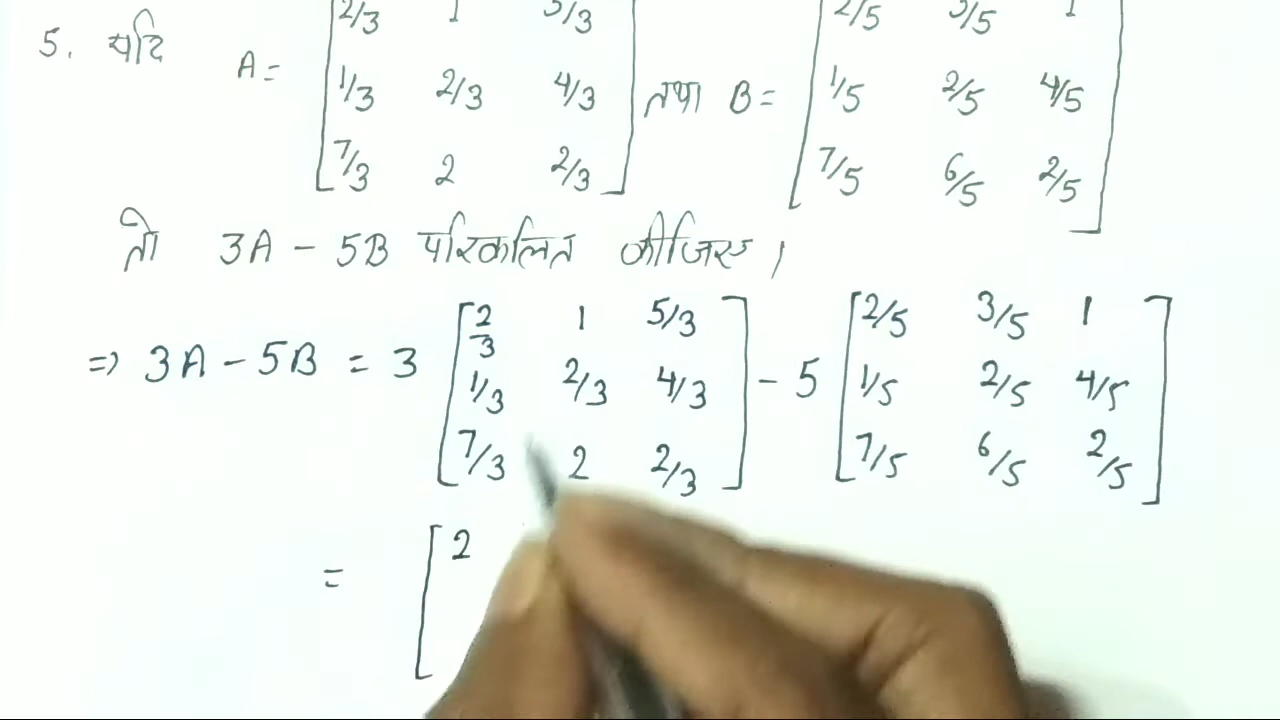 2/3 1 5/3 2/5 3/5 1
5. यदि A = 1/3 2/3 4/3 तथा B = 1/5 2/5 4/5
7/3 2 2/3 7/5 6/5 2/5
तो 3A - 5B परिकलित कीजिए।
2/3 1 5/3 2/5 3/5 1
=> 3A - 5B = 3 1/3 2/3 4/3 - 5 1/5 2/5 4/5
7/3 2 2/3 7/5 6/5 2/5
= [ 2